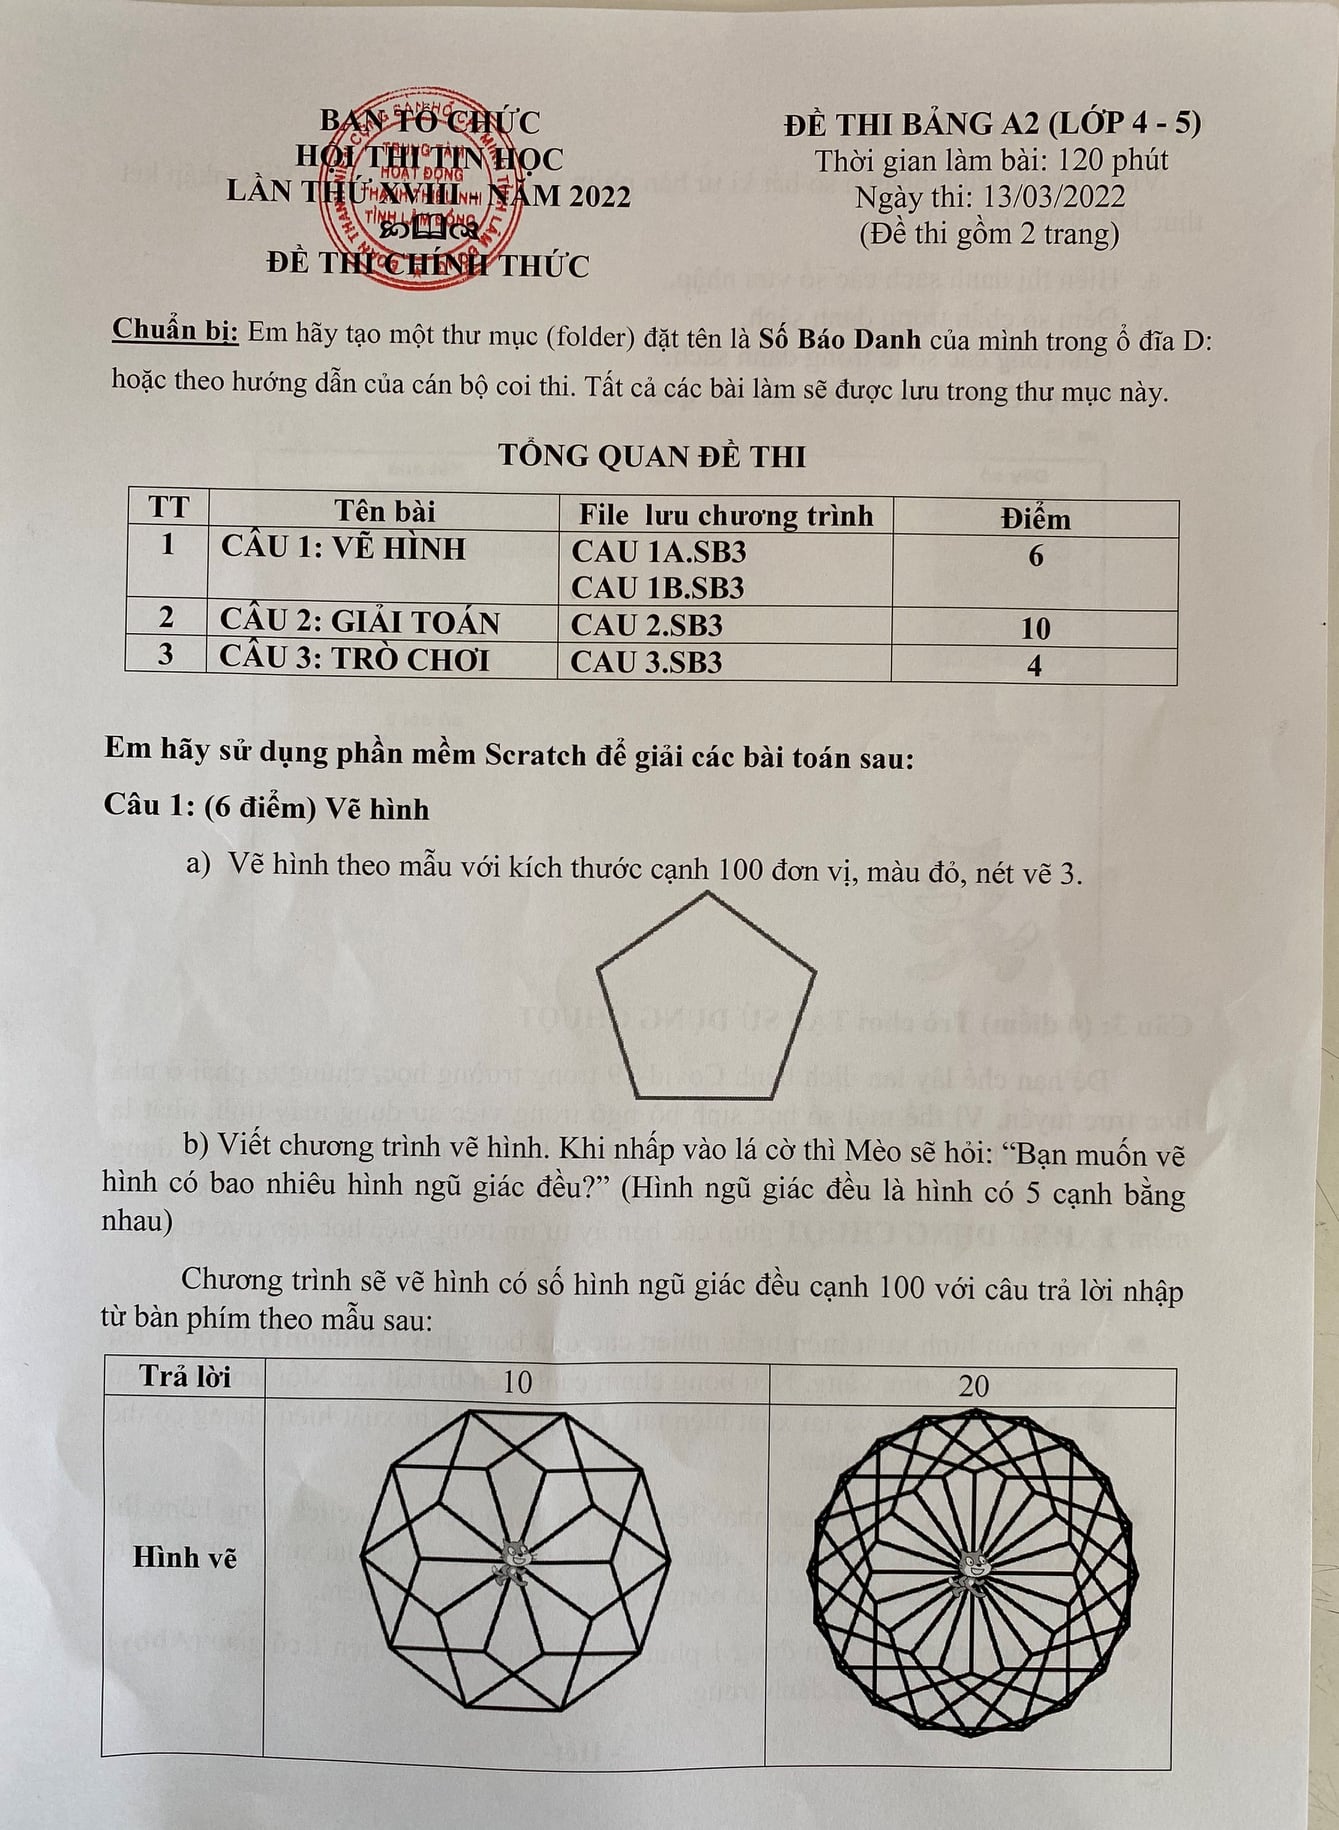 BAN TỔ CHỨC
HỘI THI TIN HỌC
LẦN THỨ XVIII - NĂM 2022
ĐỀ THI CHÍNH THỨC
ĐỀ THI BẢNG A2 (LỚP 4 - 5)
Thời gian làm bài: 120 phút
Ngày thi: 13/03/2022
(Đề thi gồm 2 trang)
TRUNG TÂM
HOẠT ĐỘNG
THANH THIẾU NHI
TỈNH LÂM ĐỒNG
Chuẩn bị: Em hãy tạo một thư mục (folder) đặt tên là Số Báo Danh của mình trong ổ đĩa D:
hoặc theo hướng dẫn của cán bộ coi thi. Tất cả các bài làm sẽ được lưu trong thư mục này.
TỔNG QUAN ĐỀ THI
TT Tên bài File lưu chương trình Điểm
1 CÂU 1: VẼ HÌNH CAU 1A.SB3 6
CAU 1B.SB3
2 CÂU 2: GIẢI TOÁN CAU 2.SB3 10
3 CÂU 3: TRÒ CHƠI CAU 3.SB3 4
Em hãy sử dụng phần mềm Scratch để giải các bài toán sau:
Câu 1: (6 điểm) Vẽ hình
a) Vẽ hình theo mẫu với kích thước cạnh 100 đơn vị, màu đỏ, nét vẽ 3.
b) Viết chương trình vẽ hình. Khi nhấp vào lá cờ thì Mèo sẽ hỏi: “Bạn muốn vẽ
hình có bao nhiêu hình ngũ giác đều?” (Hình ngũ giác đều là hình có 5 cạnh bằng
nhau)
Chương trình sẽ vẽ hình có số hình ngũ giác đều cạnh 100 với câu trả lời nhập
từ bàn phím theo mẫu sau:
Trả lời 10 20
Hình vẽ